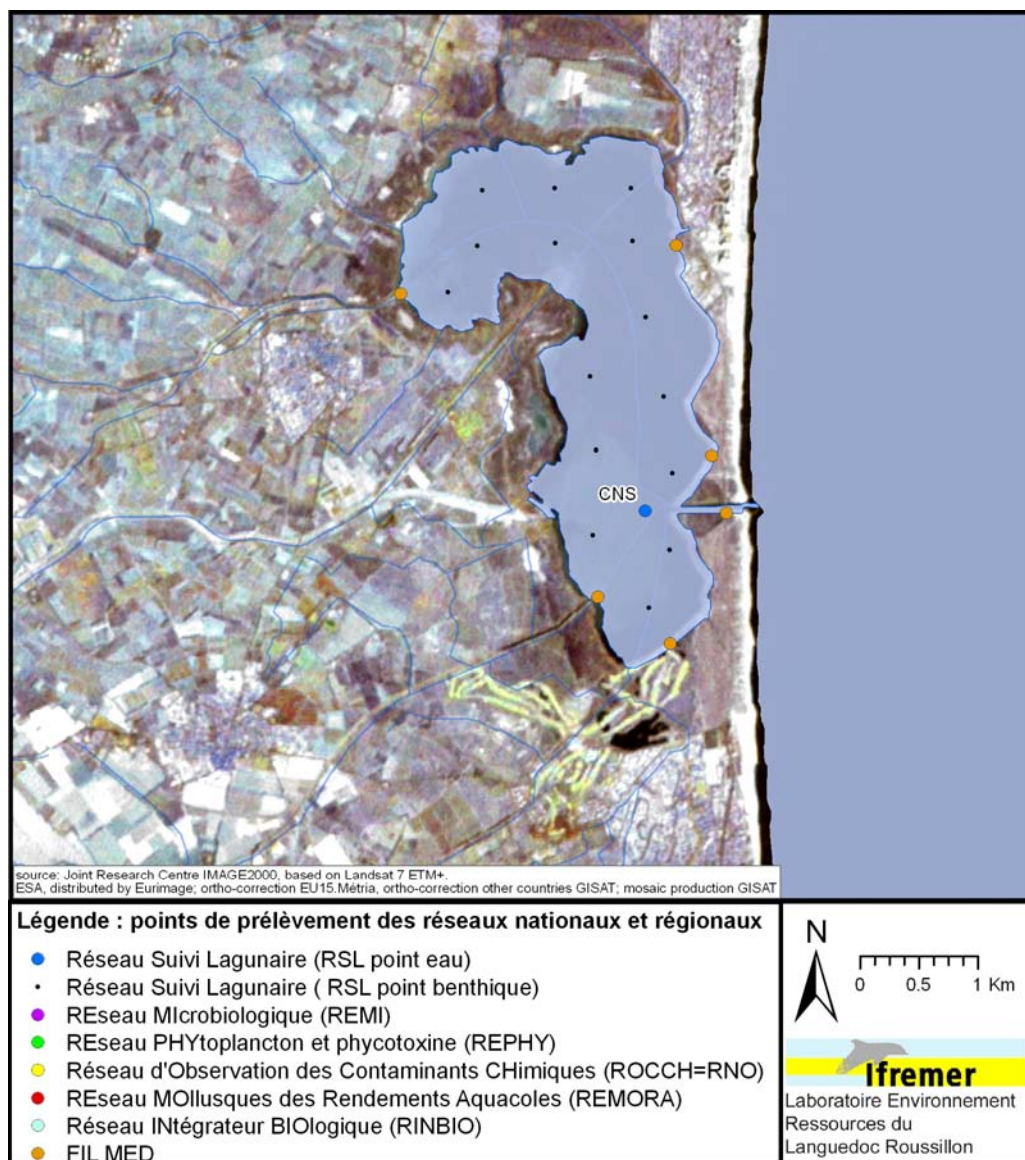 CNS
source: Joint Research Centre IMAGE2000, based on Landsat 7 ETM+.
ESA, distributed by Eurimage; ortho-correction EU15.Métria, ortho-correction other countries GISAT; mosaic production GISAT
Légende : points de prélèvement des réseaux nationaux et régionaux
Réseau Suivi Lagunaire (RSL point eau)
Réseau Suivi Lagunaire ( RSL point benthique)
REseau MIcrobiologique (REMI)
REseau PHYtoplancton et phycotoxine (REPHY)
Réseau d'Observation des Contaminants CHimiques (ROCCH=RNO)
REseau MOllusques des Rendements Aquacoles (REMORA)
Réseau INtégrateur BIOlogique (RINBIO)
FIL MED
N
0 0.5 1 Km
Ifremer
Laboratoire Environnement
Ressources du
Languedoc Roussillon